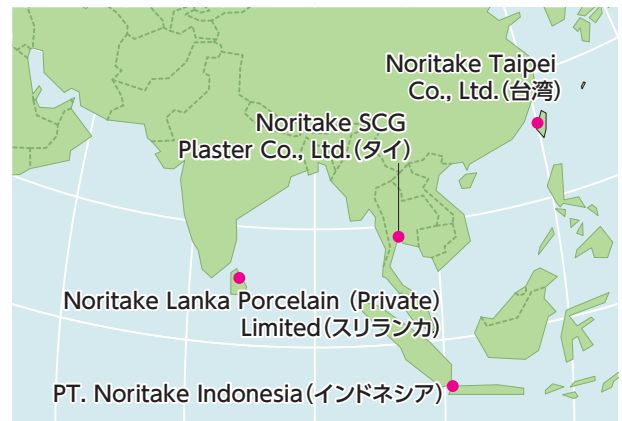 Noritake Taipei
Co., Ltd.(台湾)
Noritake SCG
Plaster Co., Ltd.(タイ)
Noritake Lanka Porcelain (Private)
Limited(スリランカ)
PT. Noritake Indonesia(インドネシア)